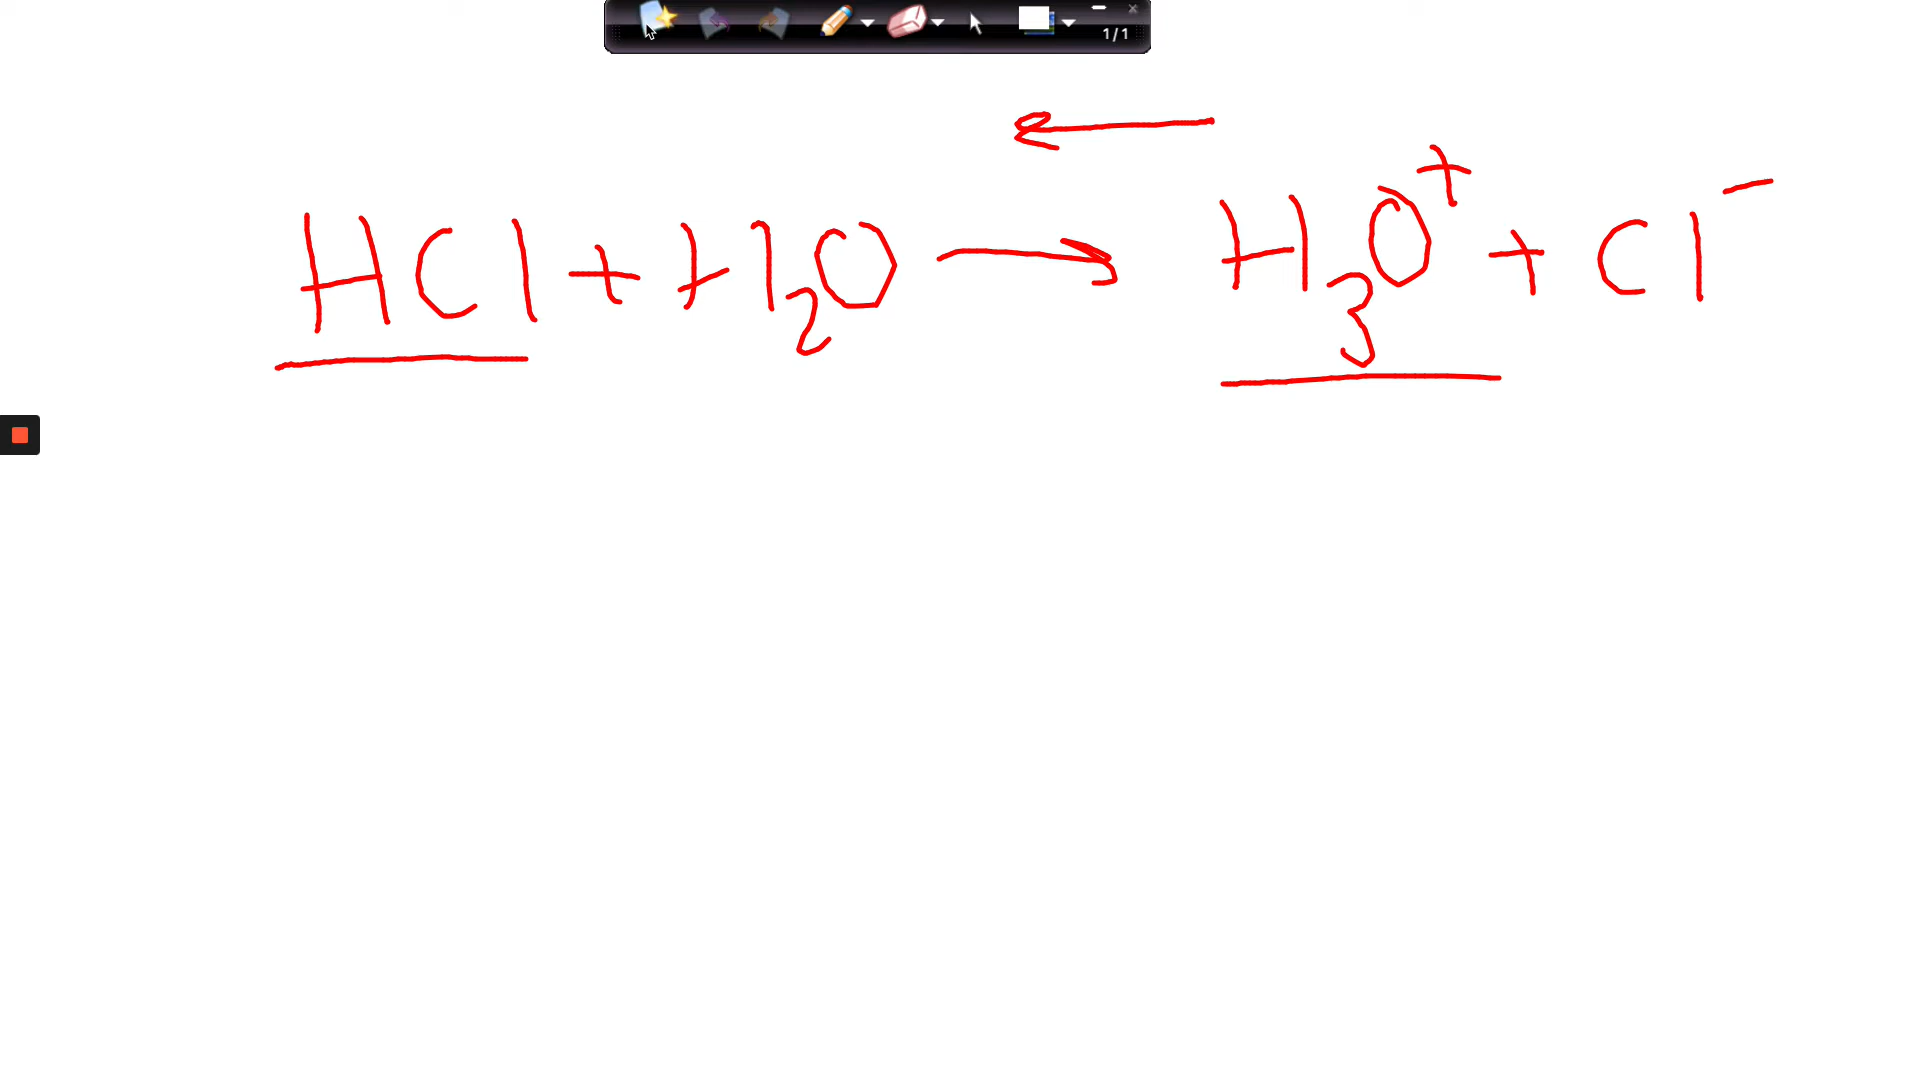 1/1
HCl + H₂O → H₃O⁺ + Cl⁻